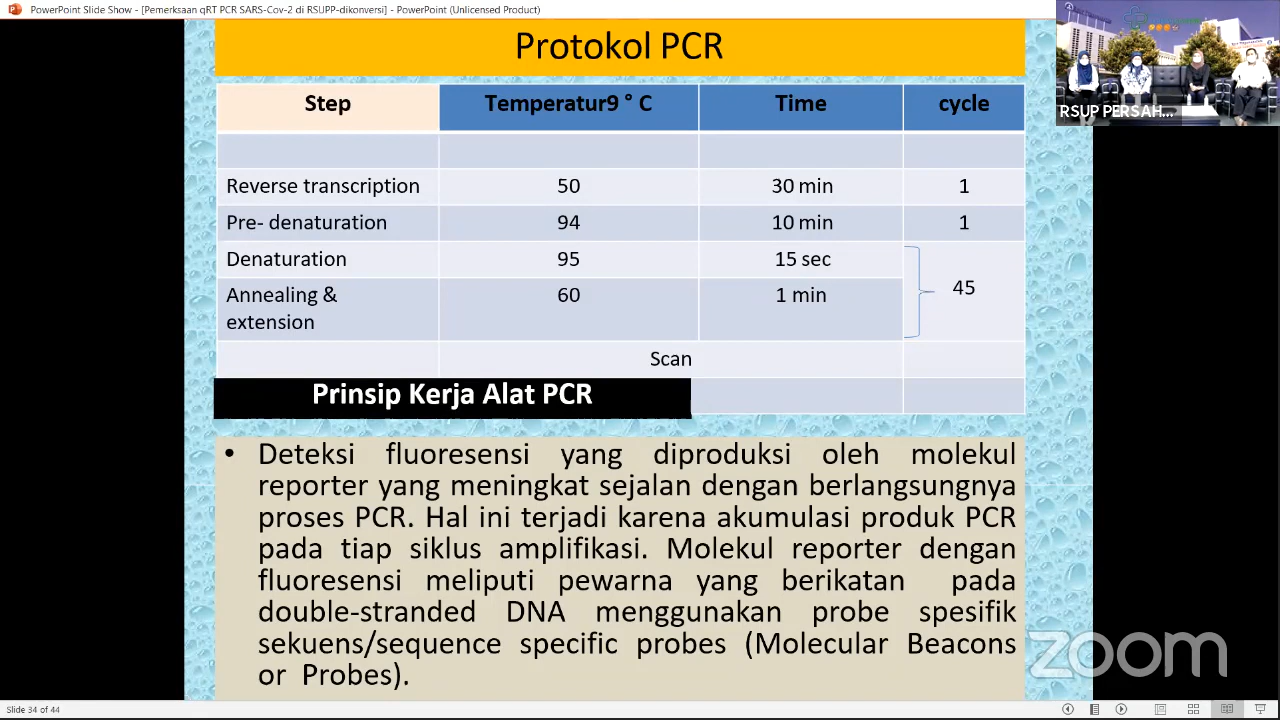 PowerPoint Slide Show - [Pemerksaan qRT PCR SARS-Cov-2 di RSUPP-dikonversi] - PowerPoint (Unlicensed Product)
Protokol PCR
Step Temperatur9 ° C Time cycle
Reverse transcription 50 30 min 1
Pre- denaturation 94 10 min 1
Denaturation 95 15 sec
45
Annealing & 60 1 min
extension
Scan
Prinsip Kerja Alat PCR
• Deteksi fluoresensi yang diproduksi oleh molekul
reporter yang meningkat sejalan dengan berlangsungnya
proses PCR. Hal ini terjadi karena akumulasi produk PCR
pada tiap siklus amplifikasi. Molekul reporter dengan
fluoresensi meliputi pewarna yang berikatan pada
double-stranded DNA menggunakan probe spesifik
sekuens/sequence specific probes (Molecular Beacons
or Probes).
RSUP PERSAH...
zoom
Slide 34 of 44